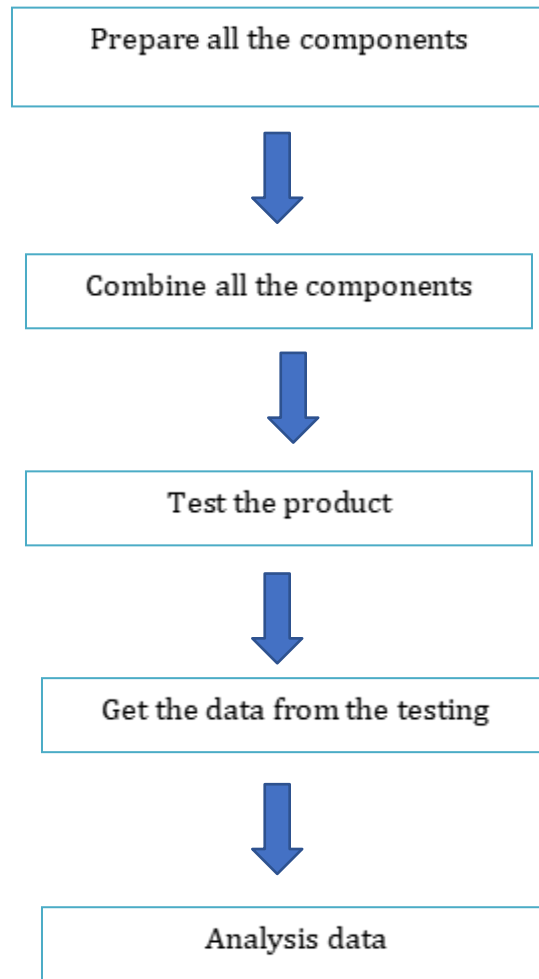 Prepare all the components
Combine all the components
Test the product
Get the data from the testing
Analysis data